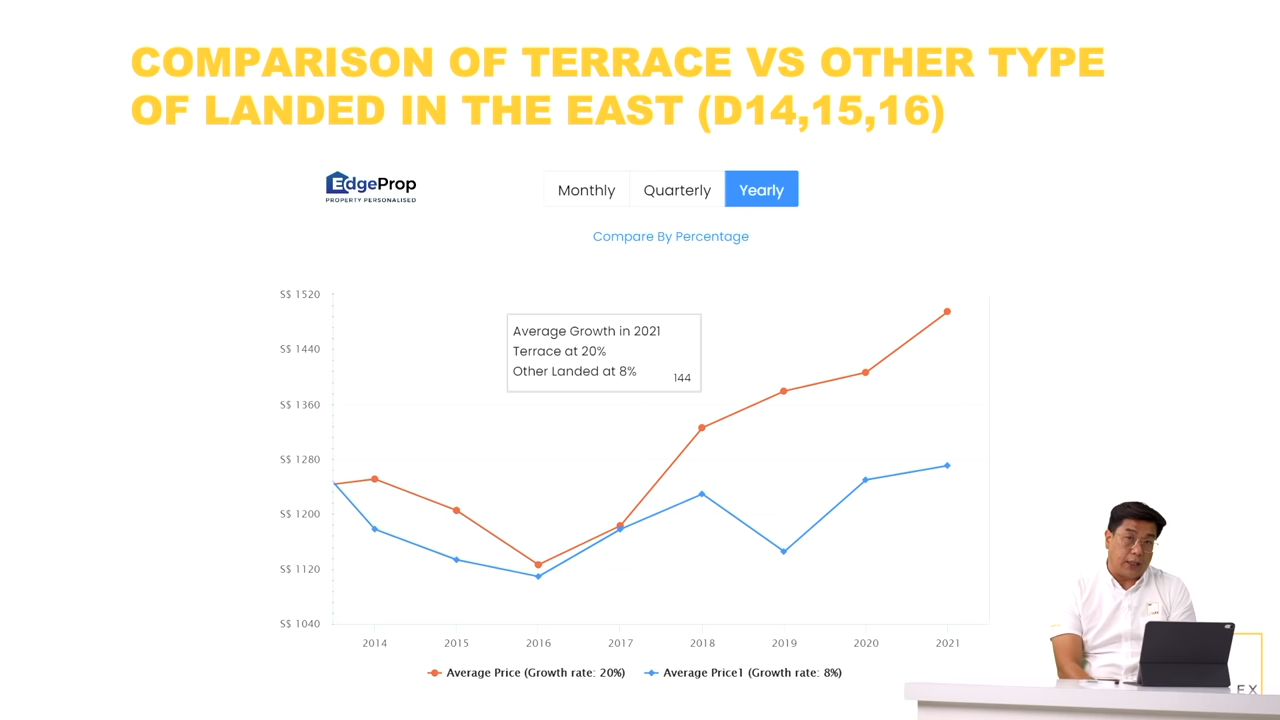 COMPARISON OF TERRACE VS OTHER TYPE
OF LANDED IN THE EAST (D14,15,16)
EdgeProp
PROPERTY PERSONALISED
Monthly
Quarterly
Yearly
Compare By Percentage
S$ 1520
S$ 1440
S$ 1360
S$ 1280
S$ 1200
S$ 1120
S$ 1040
Average Growth in 2021
Terrace at 20%
Other Landed at 8%
144
2014 2015 2016 2017 2018 2019 2020 2021
Average Price (Growth rate: 20%) Average Price1 (Growth rate: 8%)
EX